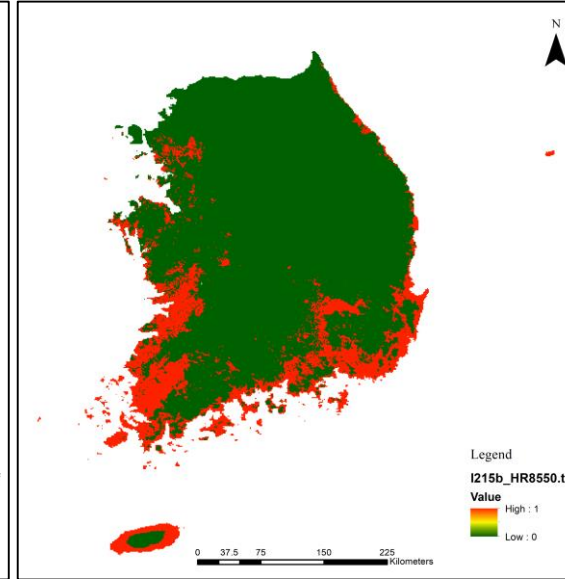 N
Legend
I215b_HR8550.t
Value
High : 1
Low : 0
0 37.5 75 150 225
Kilometers